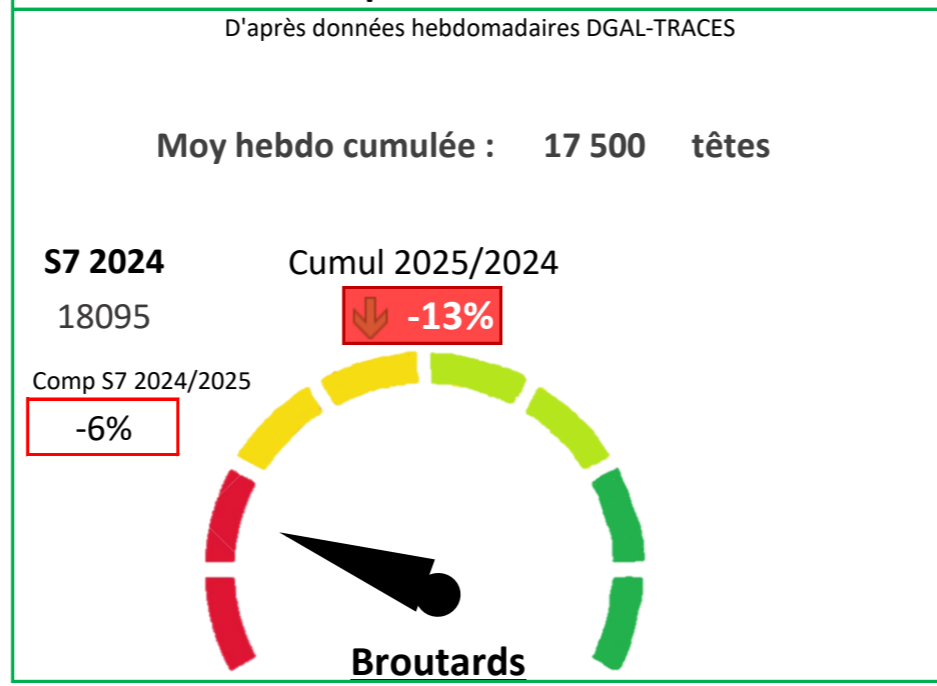 D'après données hebdomadaires DGAL-TRACES
Moy hebdo cumulée : 17 500 têtes
S7 2024 Cumul 2025/2024
18095 -13%
Comp S7 2024/2025
-6%
Broutards